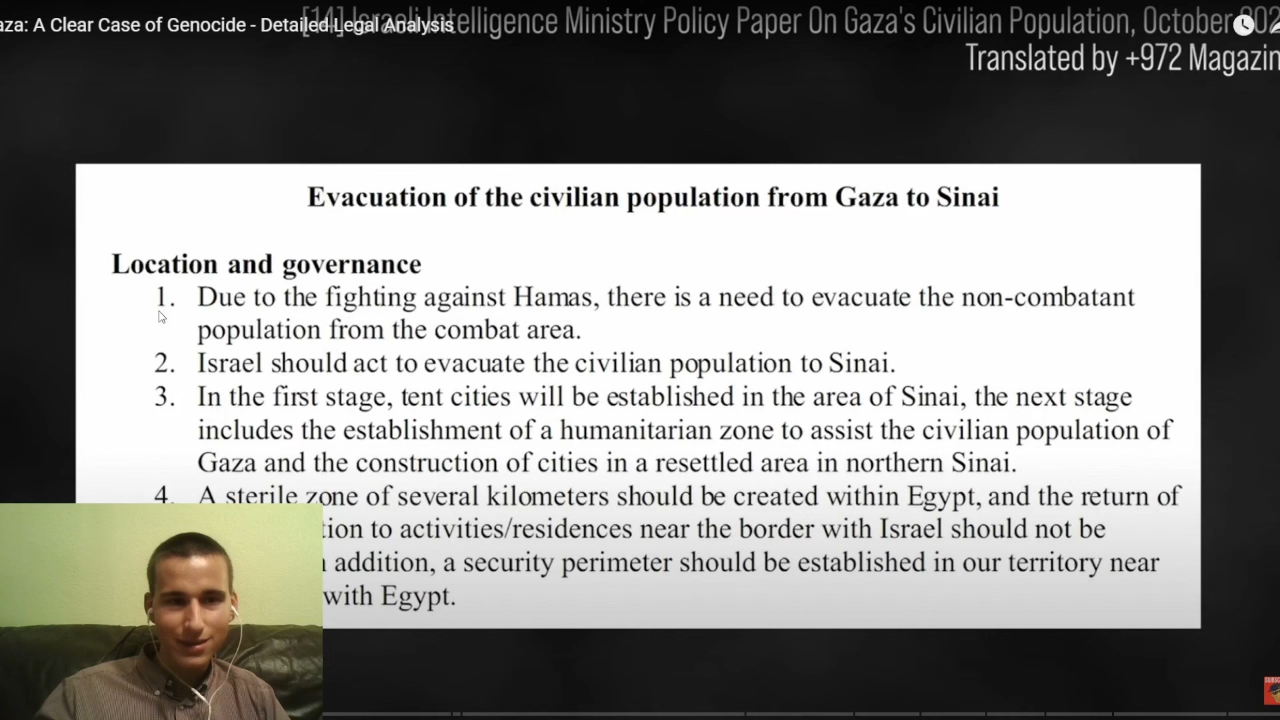 aza: A Clear Case of Genocide - Detailed Legal Analysis
[14] Israeli Intelligence Ministry Policy Paper On Gaza's Civilian Population, October 202
Translated by +972 Magazin
Evacuation of the civilian population from Gaza to Sinai
Location and governance
1. Due to the fighting against Hamas, there is a need to evacuate the non-combatant
population from the combat area.
2. Israel should act to evacuate the civilian population to Sinai.
3. In the first stage, tent cities will be established in the area of Sinai, the next stage
includes the establishment of a humanitarian zone to assist the civilian population of
Gaza and the construction of cities in a resettled area in northern Sinai.
4. A sterile zone of several kilometers should be created within Egypt, and the return of
tion to activities/residences near the border with Israel should not be
addition, a security perimeter should be established in our territory near
with Egypt.